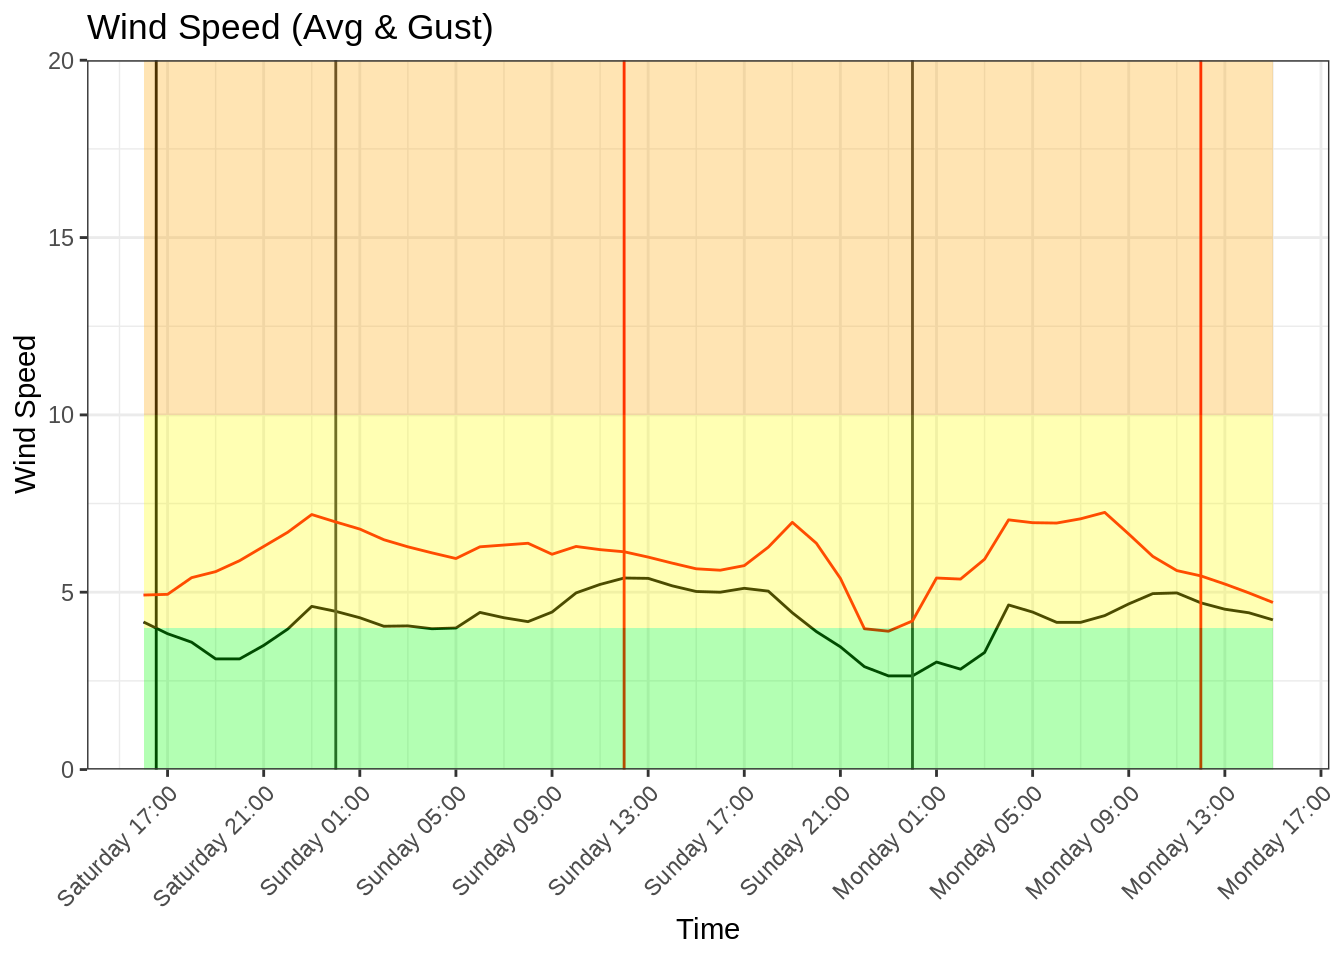 Wind Speed (Avg & Gust)
Wind Speed
20
15
10
5
0
Saturday 17:00
Saturday 21:00
Sunday 01:00
Sunday 05:00
Sunday 09:00
Sunday 13:00
Sunday 17:00
Sunday 21:00
Monday 01:00
Monday 05:00
Monday 09:00
Monday 13:00
Monday 17:00
Time